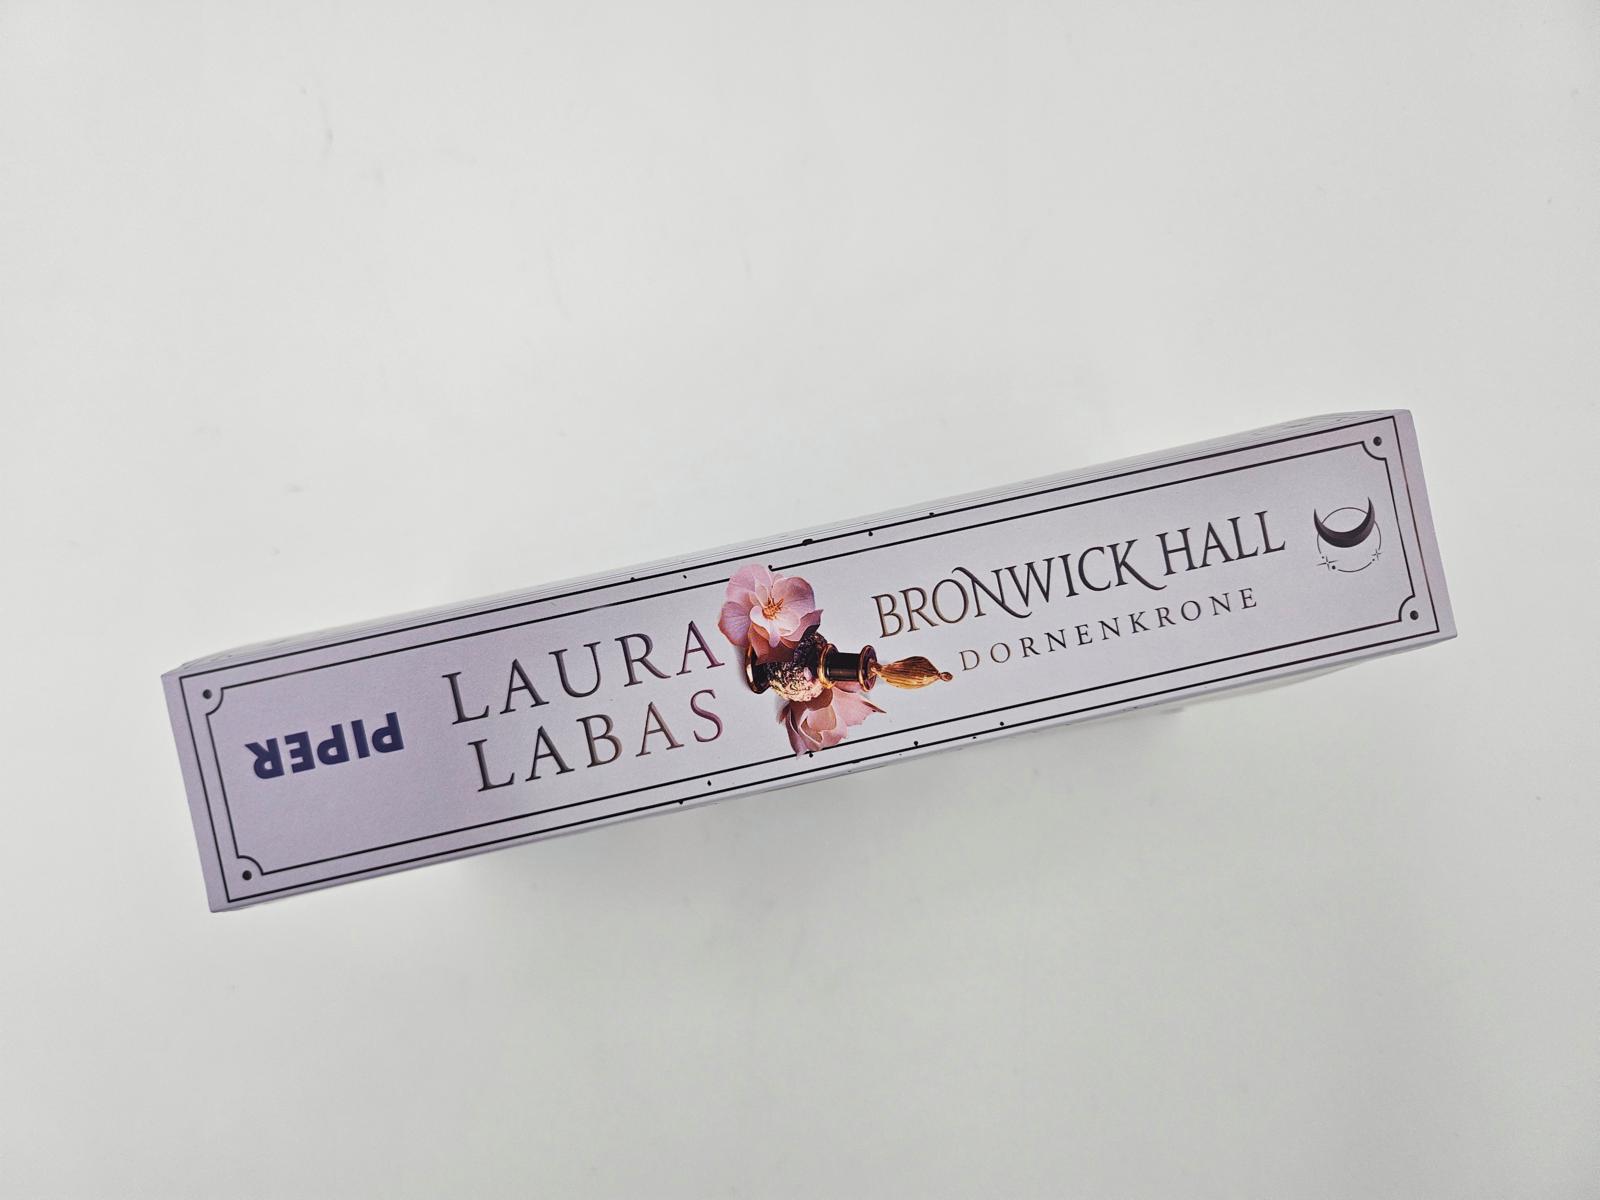 PIPER
LAURA
LABAS
BRONWICK HALL
DORNENKRONE